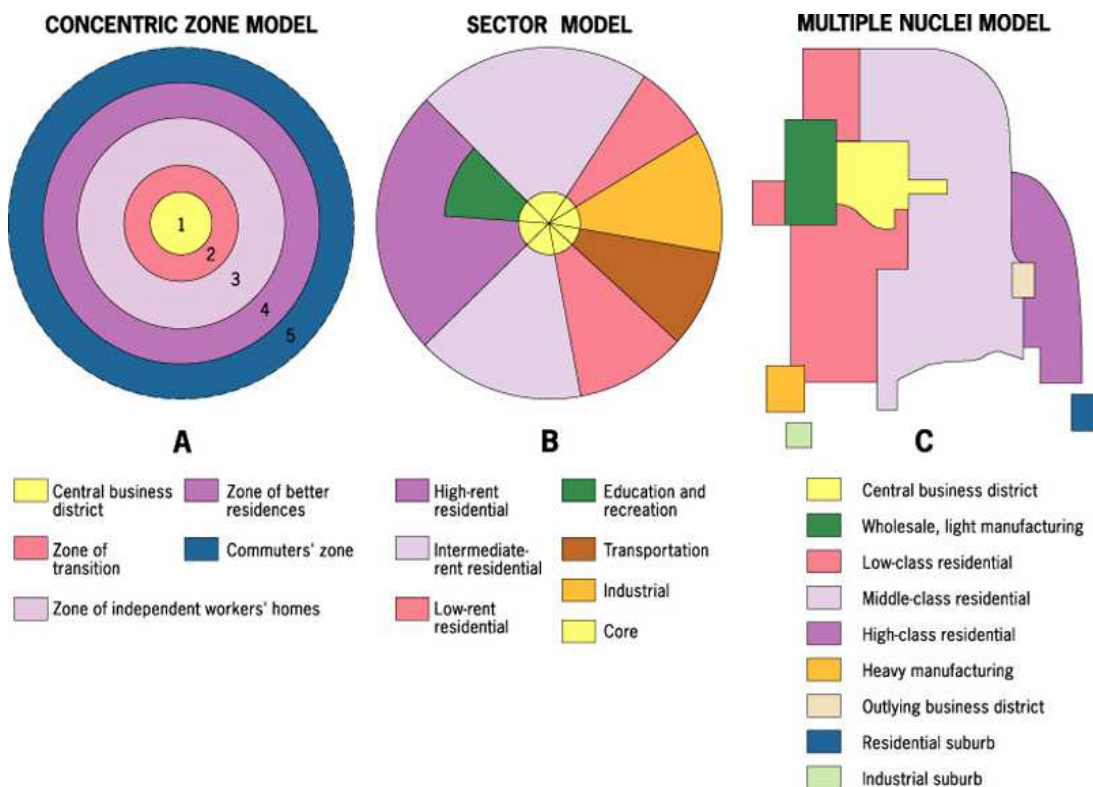 CONCENTRIC ZONE MODEL
1
2
3
4
5
A
Central business
district
Zone of better
residences
Zone of
transition
Commuters' zone
Zone of independent workers' homes
SECTOR MODEL
B
High-rent
residential
Education and
recreation
Intermediate-
rent residential
Transportation
Industrial
Low-rent
residential
Core
MULTIPLE NUCLEI MODEL
C
Central business district
Wholesale, light manufacturing
Low-class residential
Middle-class residential
High-class residential
Heavy manufacturing
Outlying business district
Residential suburb
Industrial suburb